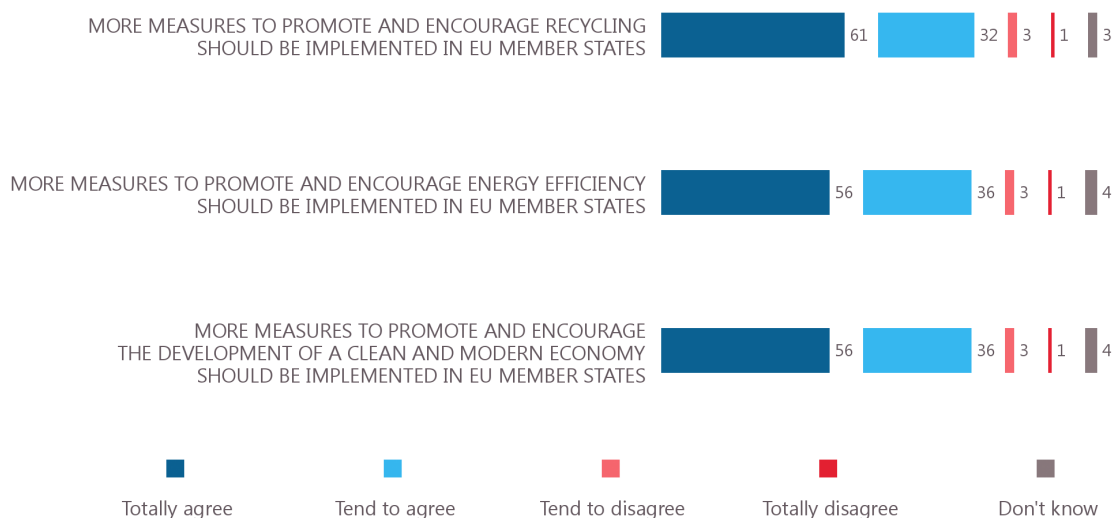 MORE MEASURES TO PROMOTE AND ENCOURAGE RECYCLING
SHOULD BE IMPLEMENTED IN EU MEMBER STATES
61 32 3 1 3
MORE MEASURES TO PROMOTE AND ENCOURAGE ENERGY EFFICIENCY
SHOULD BE IMPLEMENTED IN EU MEMBER STATES
56 36 3 1 4
MORE MEASURES TO PROMOTE AND ENCOURAGE
THE DEVELOPMENT OF A CLEAN AND MODERN ECONOMY
SHOULD BE IMPLEMENTED IN EU MEMBER STATES
56 36 3 1 4
Totally agree Tend to agree Tend to disagree Totally disagree Don't know